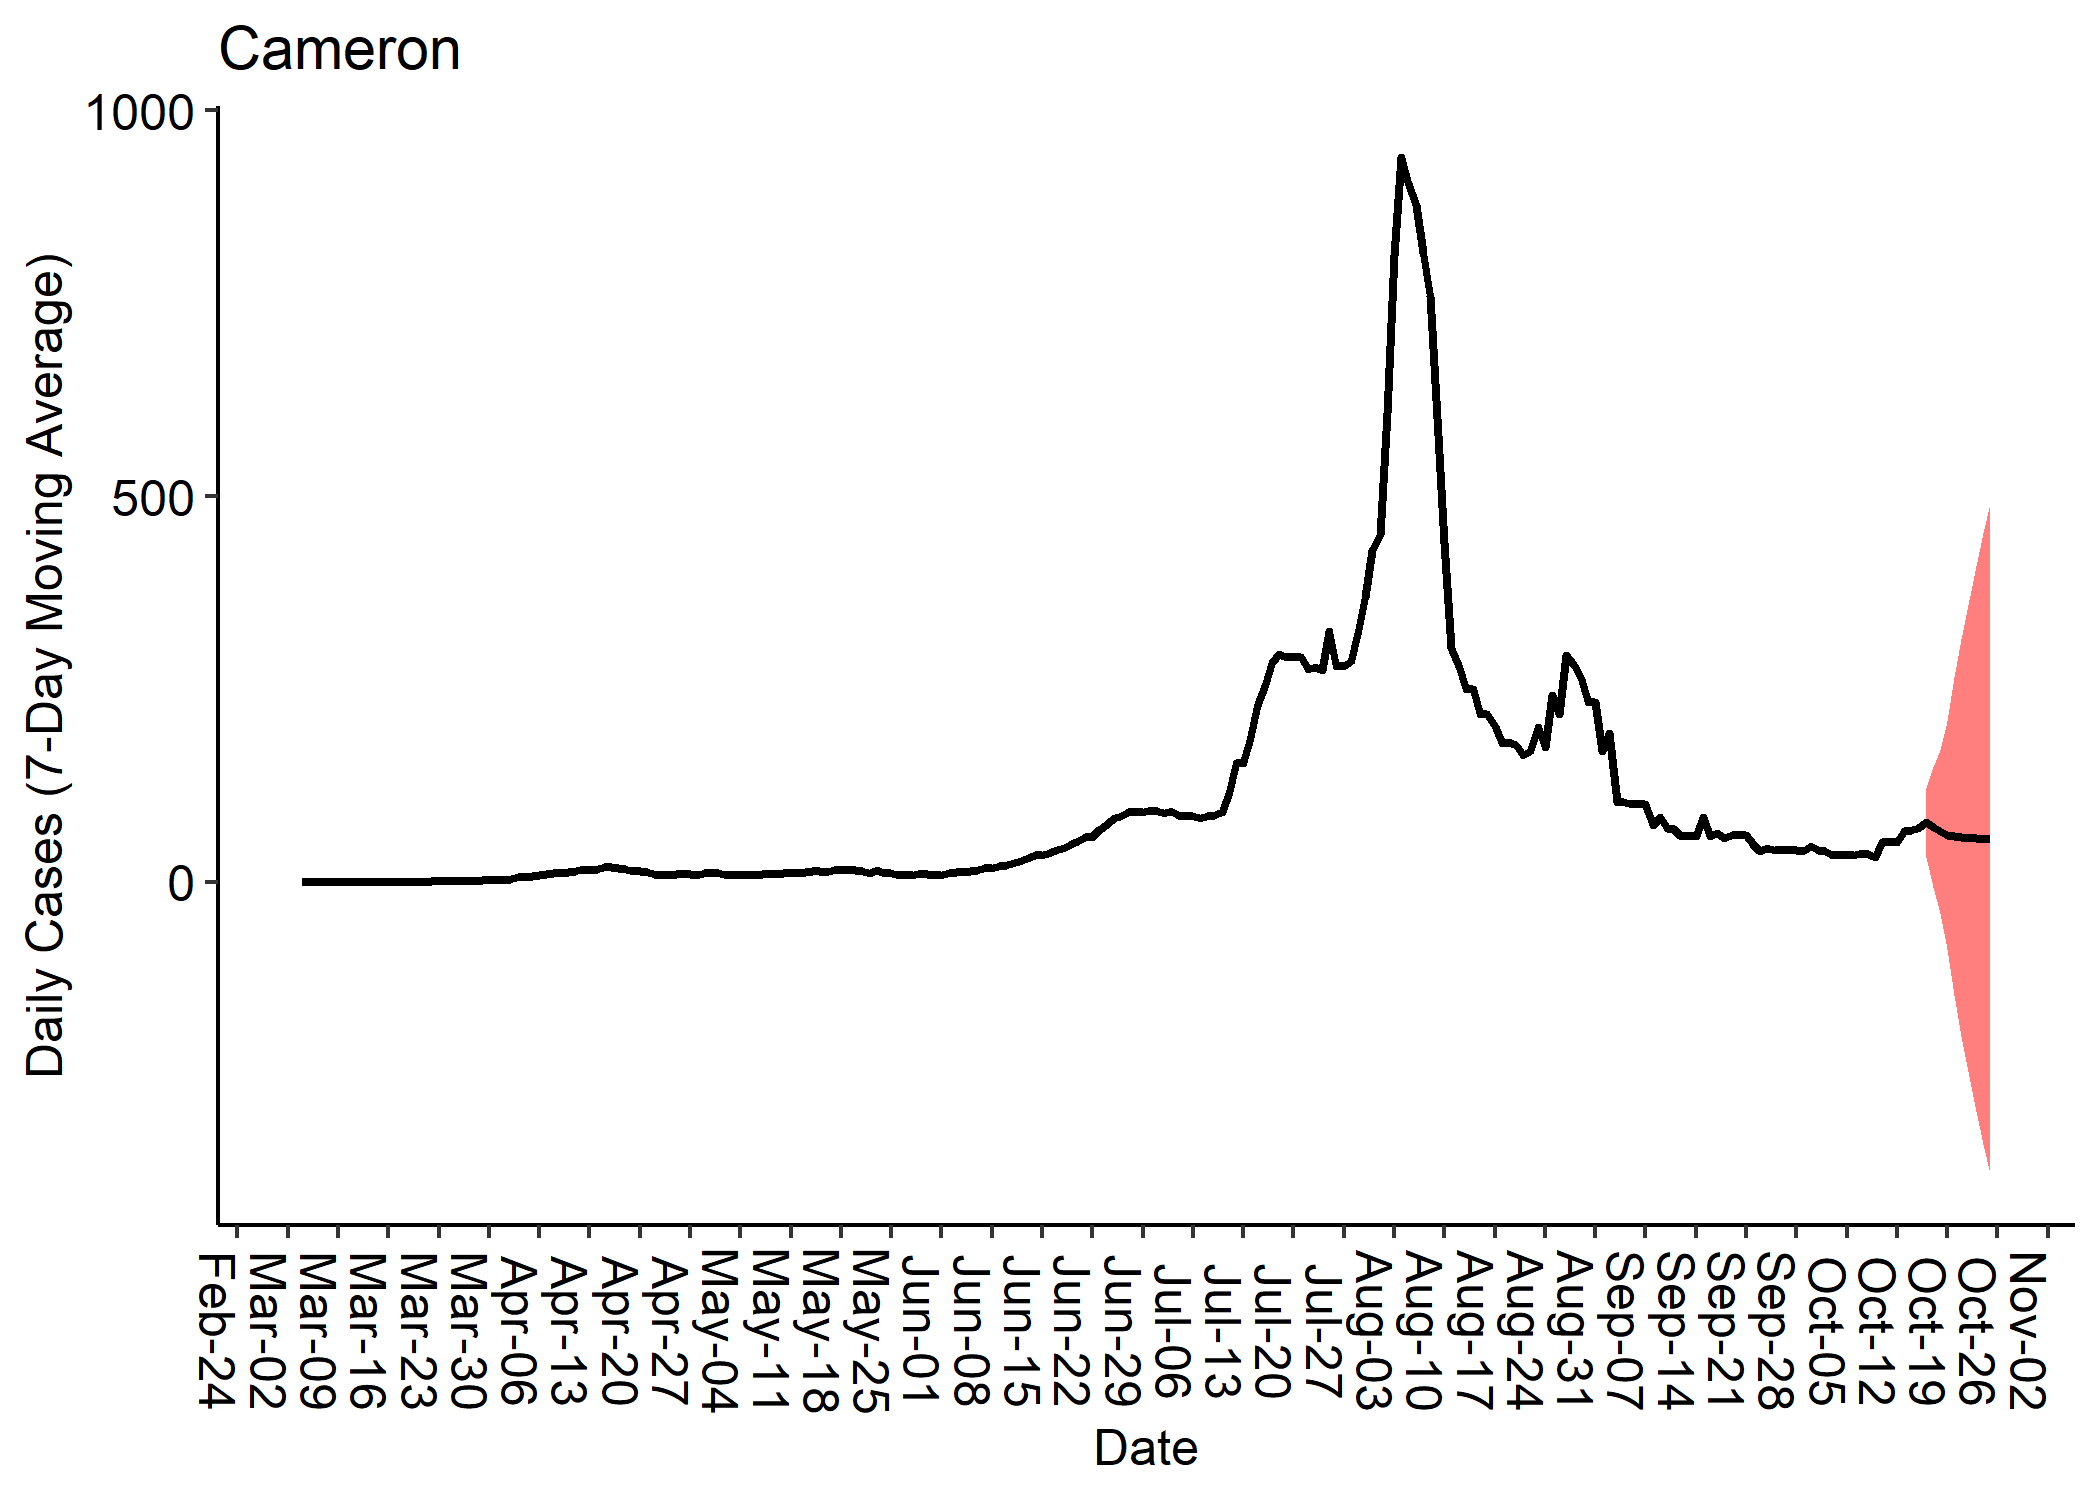 Cameron
Daily Cases (7-Day Moving Average)
1000
500
0
Feb-24
Mar-02
Mar-09
Mar-16
Mar-23
Mar-30
Apr-06
Apr-13
Apr-20
Apr-27
May-04
May-11
May-18
May-25
Jun-01
Jun-08
Jun-15
Jun-22
Jun-29
Jul-06
Jul-13
Jul-20
Jul-27
Aug-03
Aug-10
Aug-17
Aug-24
Aug-31
Sep-07
Sep-14
Sep-21
Sep-28
Oct-05
Oct-12
Oct-19
Oct-26
Nov-02
Date